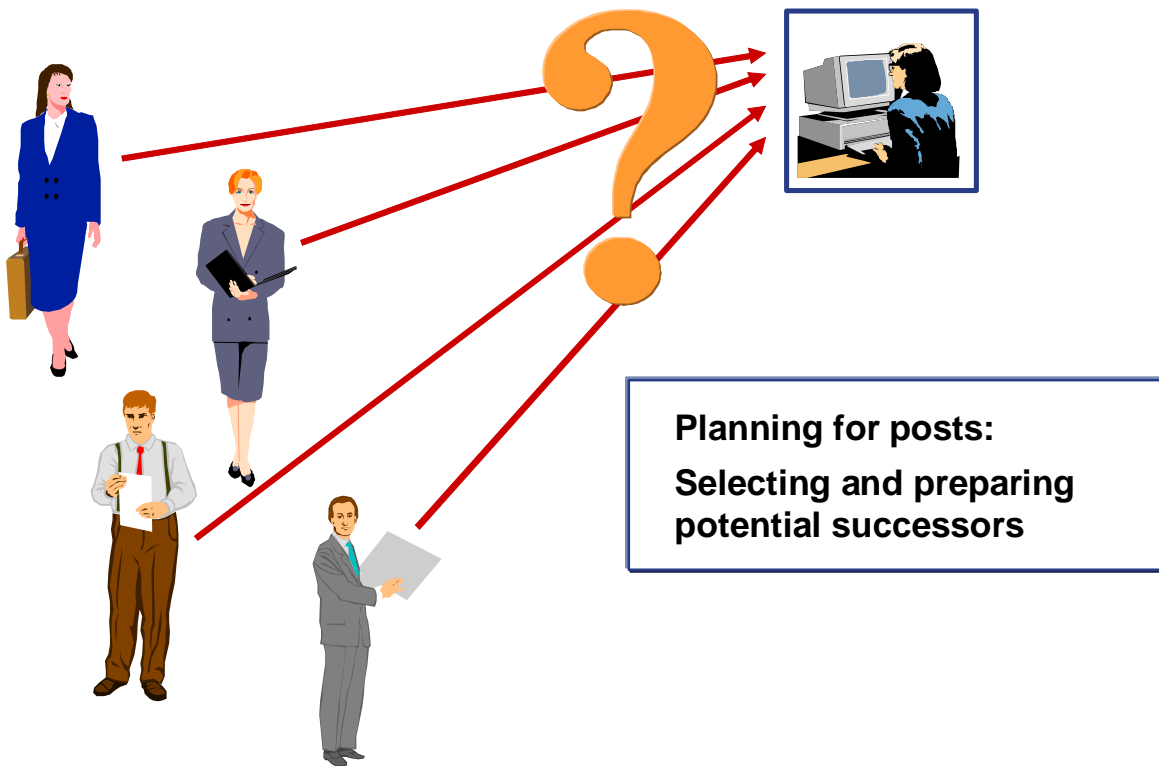 Planning for posts:
Selecting and preparing
potential successors